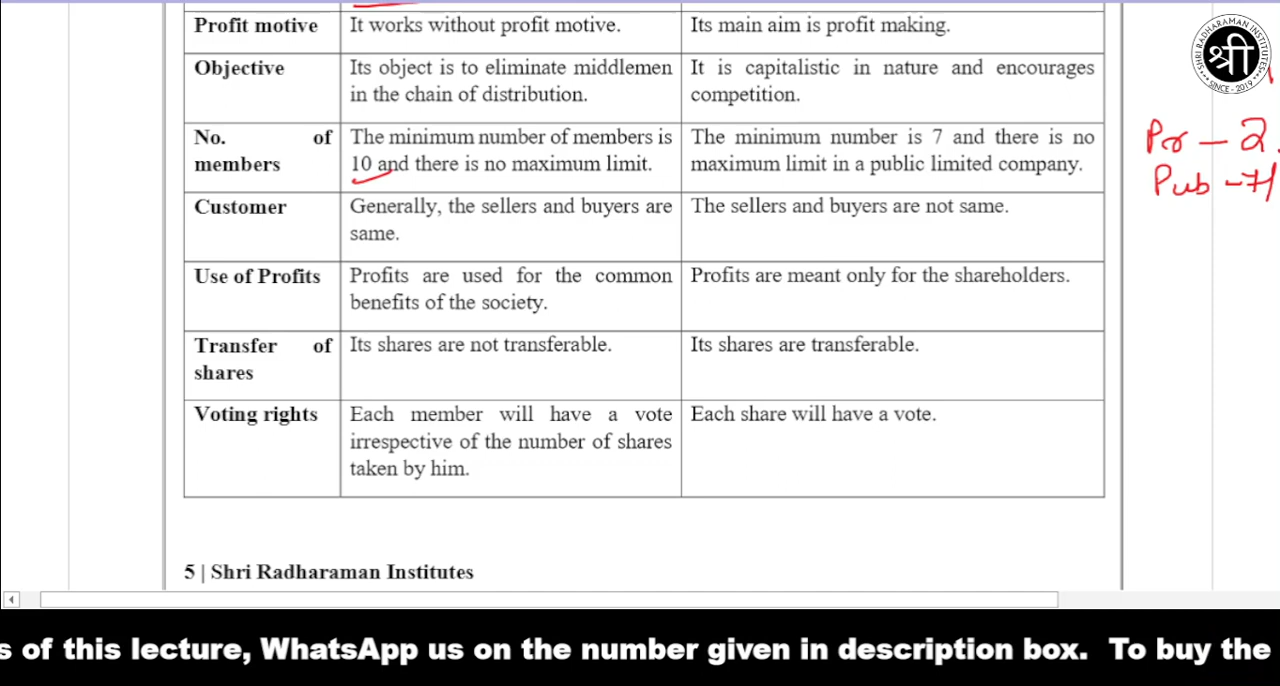 Profit motive It works without profit motive. Its main aim is profit making.
Objective Its object is to eliminate middlemen It is capitalistic in nature and encourages
in the chain of distribution. competition.
No. of The minimum number of members is The minimum number is 7 and there is no
members 10 and there is no maximum limit. maximum limit in a public limited company.
Customer Generally, the sellers and buyers are The sellers and buyers are not same.
same.
Use of Profits Profits are used for the common Profits are meant only for the shareholders.
benefits of the society.
Transfer of Its shares are not transferable. Its shares are transferable.
shares
Voting rights Each member will have a vote Each share will have a vote.
irrespective of the number of shares
taken by him.
5 | Shri Radharaman Institutes
SHRI RADHARAMAN INSTITUTES
श्री
SINCE - 2019
- 2
Pub - 7
s of this lecture, WhatsApp us on the number given in description box. To buy the